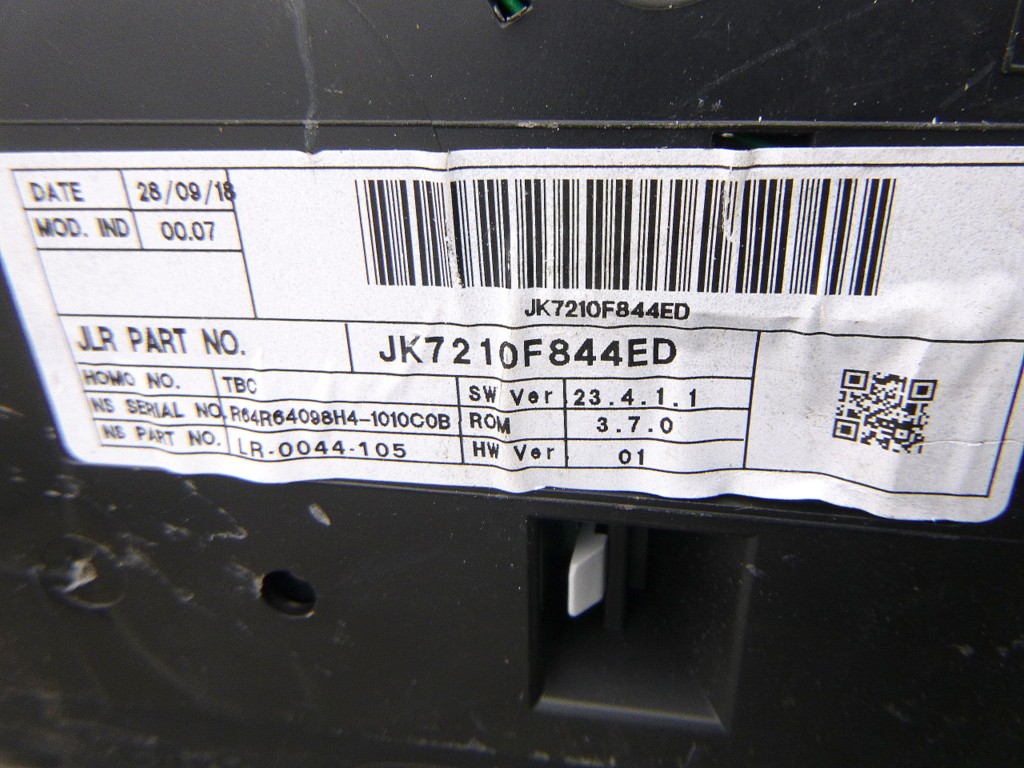 DATE 28/09/18
MOD. IND 00.07
JK7210F844ED
JLR PART NO. JK7210F844ED
HOMO NO. TBC
SW Ver 23.4.1.1
NS SERIAL NO. R64R64098H4-1010C0B
ROM 3.7.0
NS PART NO. LR-0044-105
HW Ver 01